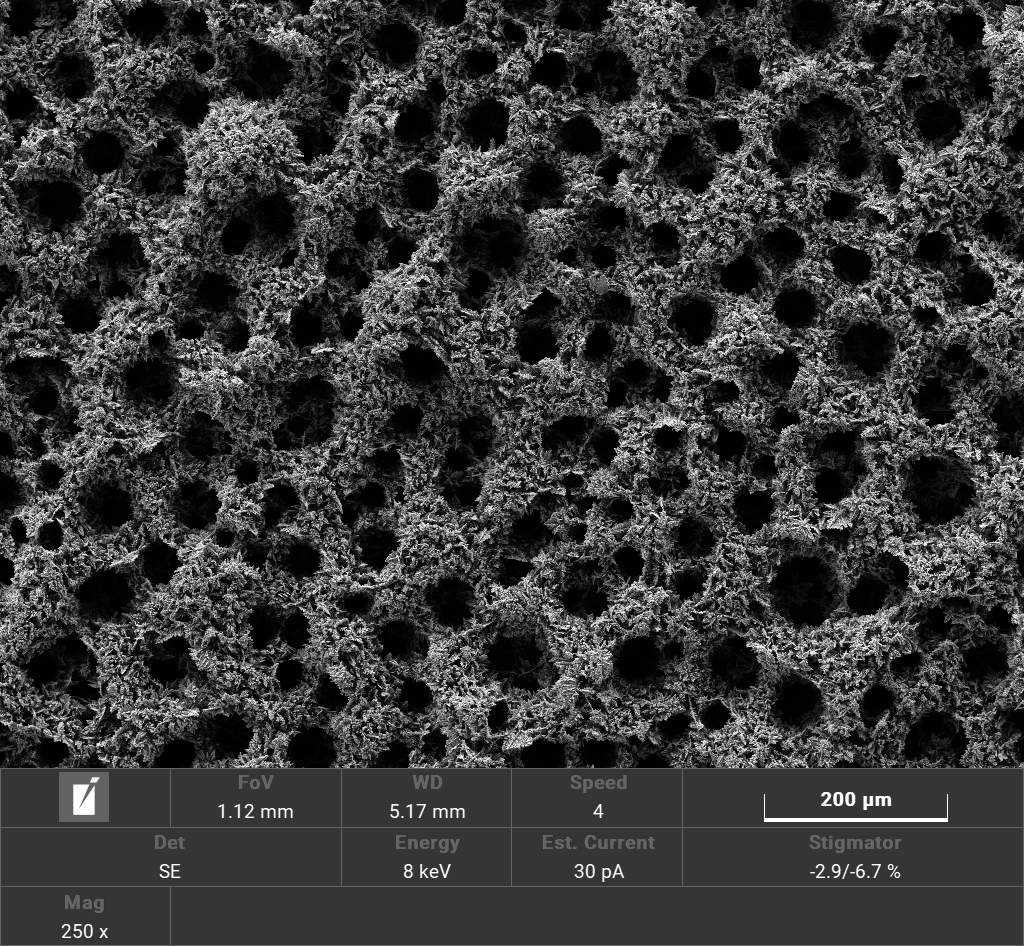 FoV WD Speed
1.12 mm 5.17 mm 4 200 µm
Det Energy Est. Current Stigmator
SE 8 keV 30 pA -2.9/-6.7 %
Mag
250 x